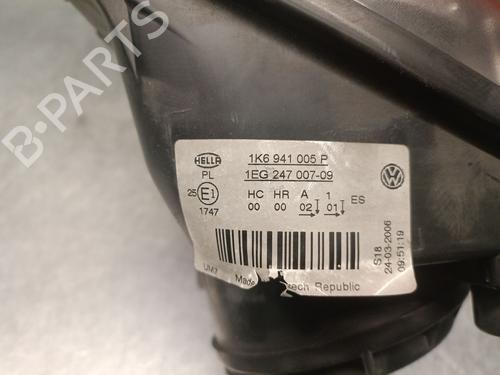 HELLA
1K6 941 005 P
PL
1EG 247 007-09
25 E1
HC HR A 1 ES
00 00 02 01
1747
Made
ech Republic
S18
24-03-2006
09:51:19
B-PARTS